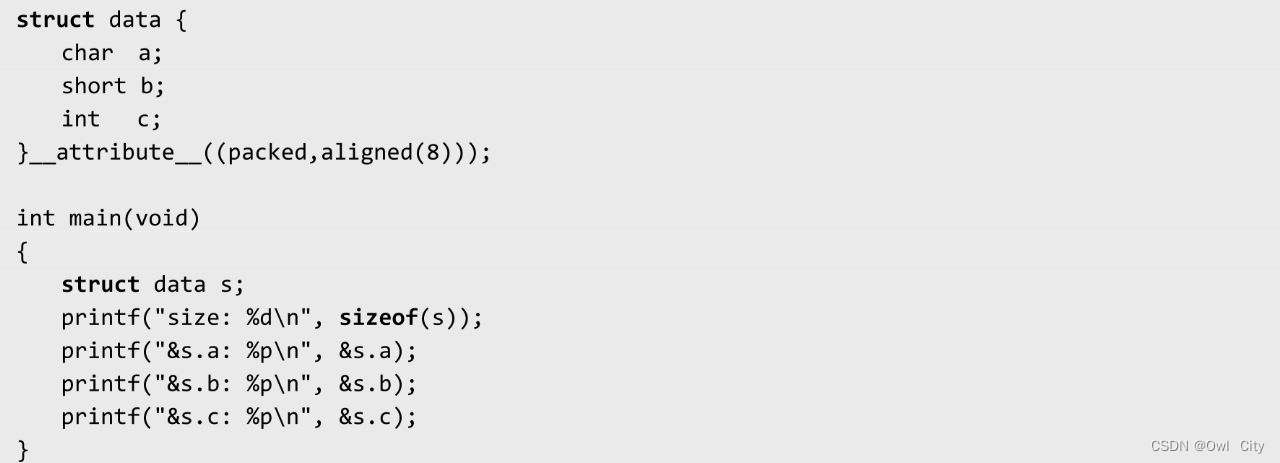 struct data {
    char  a;
    short b;
    int   c;
}__attribute__((packed,aligned(8)));

int main(void)
{
    struct data s;
    printf("size: %d\n", sizeof(s));
    printf("&s.a: %p\n", &s.a);
    printf("&s.b: %p\n", &s.b);
    printf("&s.c: %p\n", &s.c);
}
CSDN @Owl  City